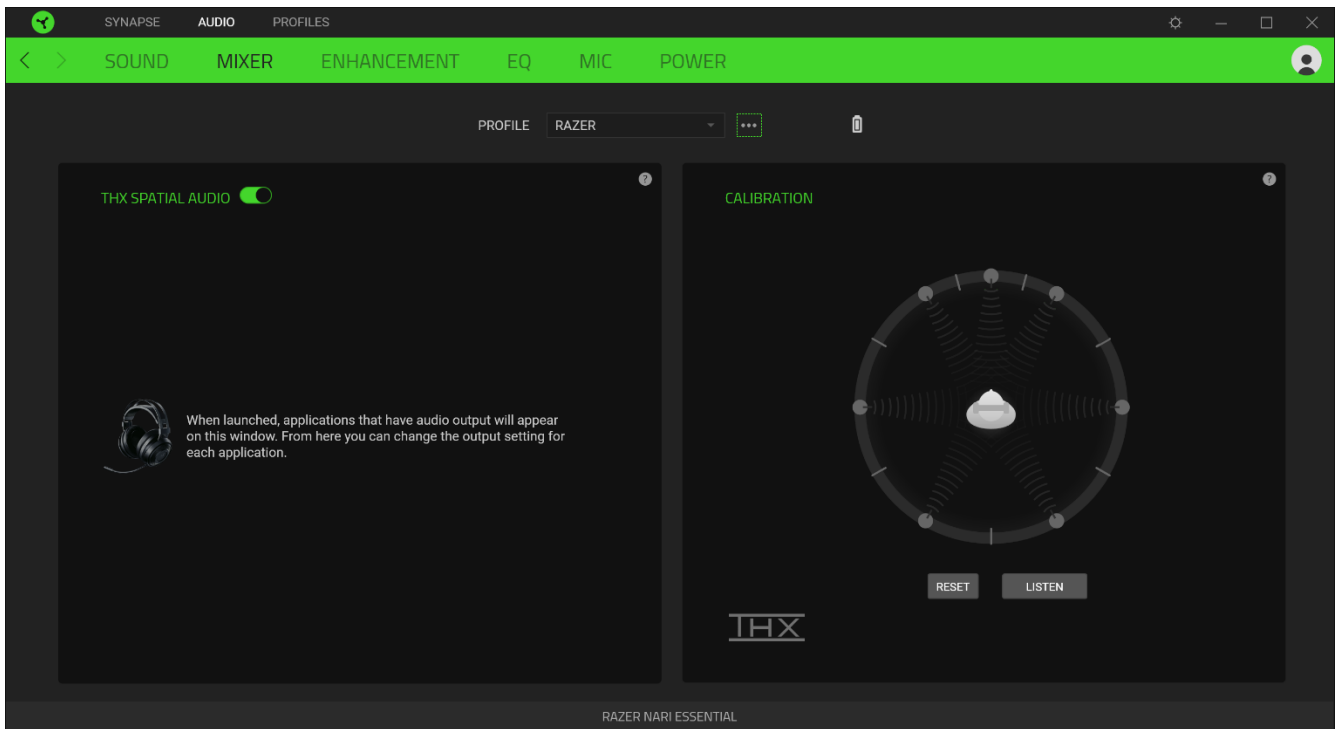 SYNAPSE AUDIO PROFILES
SOUND MIXER ENHANCEMENT EQ MIC POWER
PROFILE RAZER
THX SPATIAL AUDIO
?
When launched, applications that have audio output will appear
on this window. From here you can change the output setting for
each application.
CALIBRATION
?
RESET LISTEN
THX
RAZER NARI ESSENTIAL